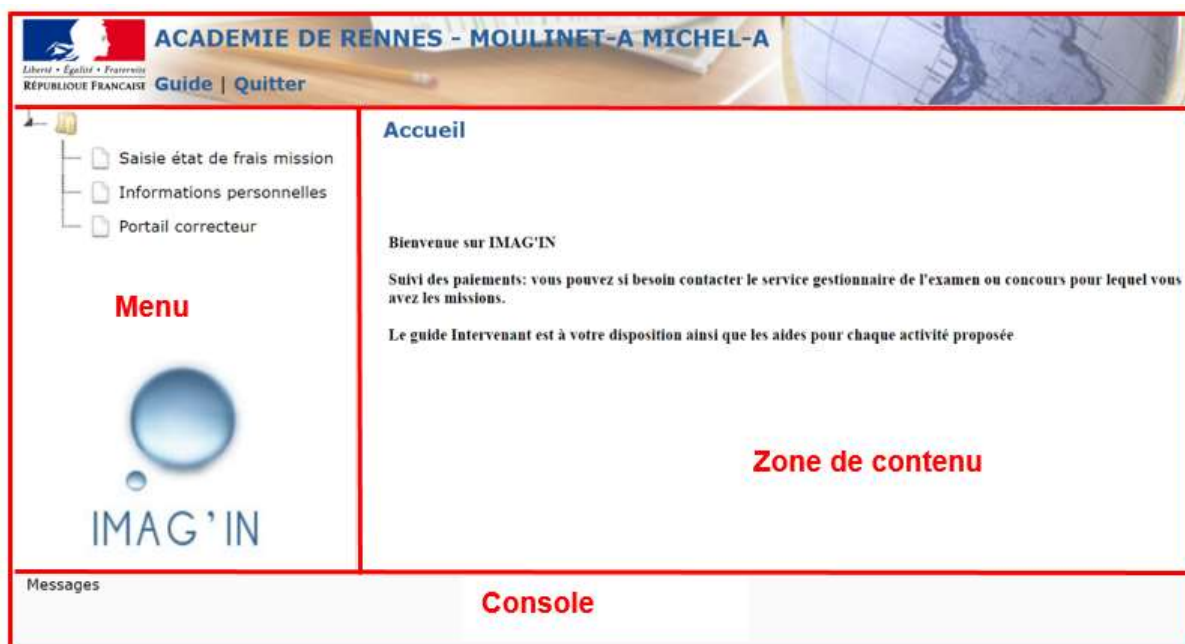 ACADEMIE DE RENNES - MOULINET-A MICHEL-A
Liberté • Égalité • Fraternité
RÉPUBLIQUE FRANCAISE
Guide | Quitter
Saisie état de frais mission
Informations personnelles
Portail correcteur
Menu
IMAG'IN
Accueil
Bienvenue sur IMAG'IN
Suivi des paiements: vous pouvez si besoin contacter le service gestionnaire de l'examen ou concours pour lequel vous
avez les missions.
Le guide Intervenant est à votre disposition ainsi que les aides pour chaque activité proposée
Zone de contenu
Messages
Console